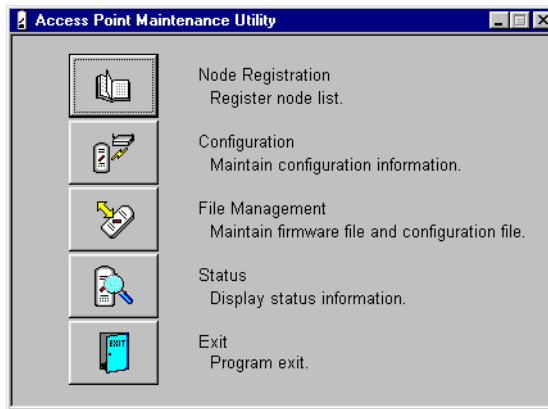 Access Point Maintenance Utility
Node Registration
Register node list.
Configuration
Maintain configuration information.
File Management
Maintain firmware file and configuration file.
Status
Display status information.
EXIT
Exit
Program exit.